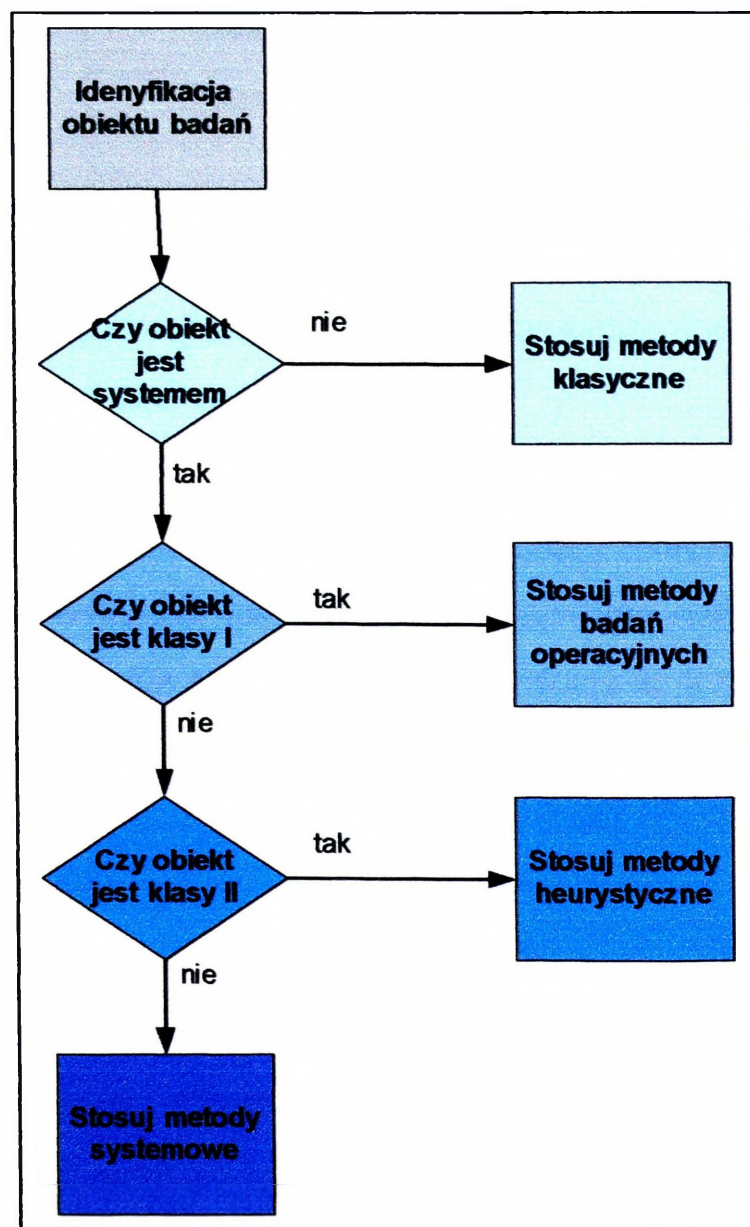 Idenyfikacja
obiektu badań
Czy obiekt
jest
systemem
nie
Stosuj metody
klasyczne
tak
Czy obiekt
jest klasy I
tak
Stosuj metody
badań
operacyjnych
nie
Czy obiekt
jest klasy II
tak
Stosuj metody
heurystyczne
nie
Stosuj metody
systemowe